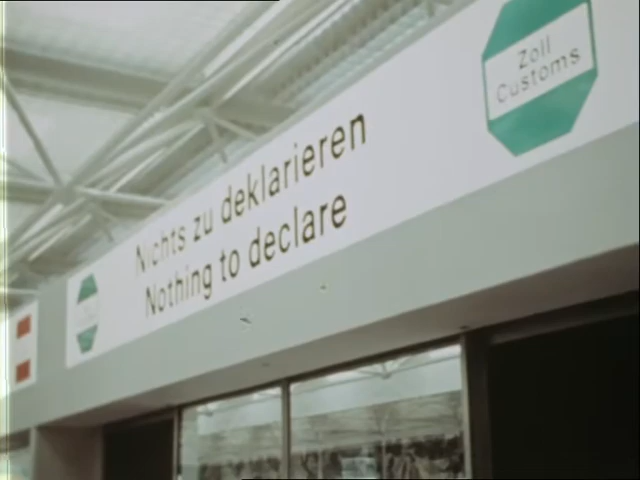 Zoll
Customs
Nichts zu deklarieren
Nothing to declare